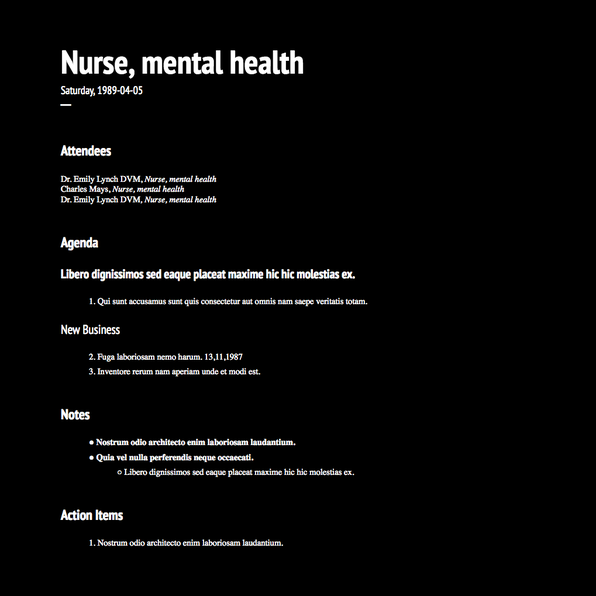 Nurse, mental health
Saturday, 1989-04-05
Attendees
Dr. Emily Lynch DVM, Nurse, mental health
Charles Mays, Nurse, mental health
Dr. Emily Lynch DVM, Nurse, mental health
Agenda
Libero dignissimos sed eaque placeat maxime hic hic molestias ex.
1. Qui sunt accusamus sunt quis consectetur aut omnis nam saepe veritatis totam.
New Business
2. Fuga laboriosam nemo harum. 13,11,1987
3. Inventore rerum nam aperiam unde et modi est.
Notes
● Nostrum odio architecto enim laboriosam laudantium.
● Quia vel nulla perferendis neque occaecati.
○ Libero dignissimos sed eaque placeat maxime hic hic molestias ex.
Action Items
1. Nostrum odio architecto enim laboriosam laudantium.